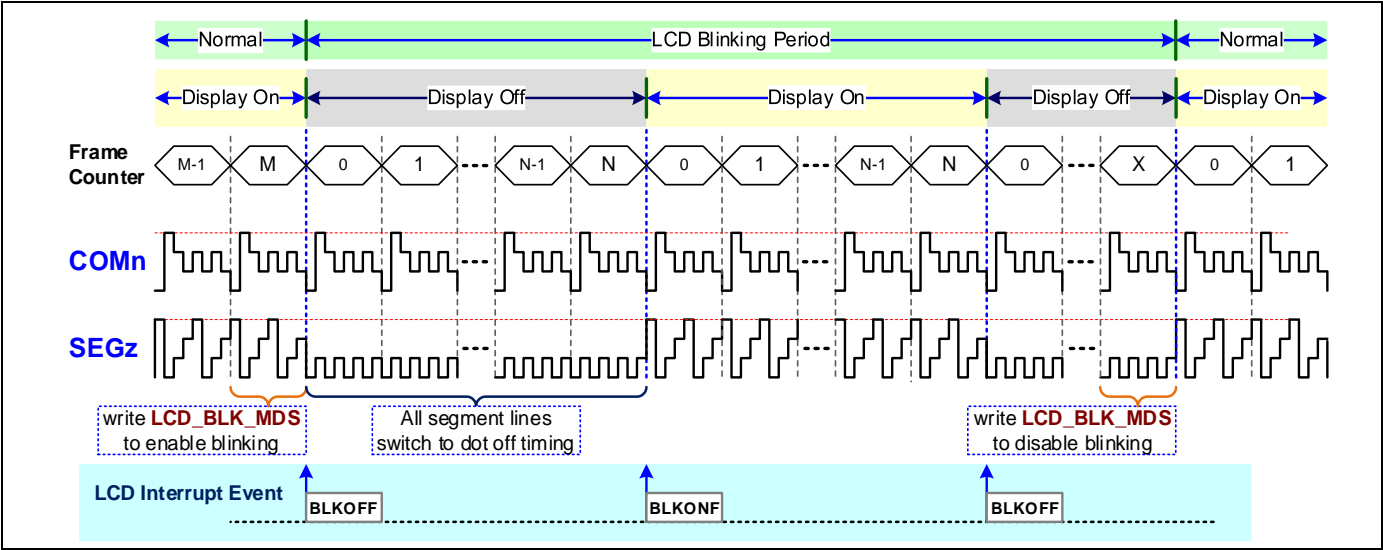 Normal LCD Blinking Period Normal
Display On Display Off Display On Display Off Display On
Frame
Counter
M-1 M 0 1 N-1 N 0 1 N-1 N 0 X 0 1
COMn
SEGz
write LCD_BLK_MDS
to enable blinking
All segment lines
switch to dot off timing
write LCD_BLK_MDS
to disable blinking
LCD Interrupt Event
BLKOFF BLKONF BLKOFF